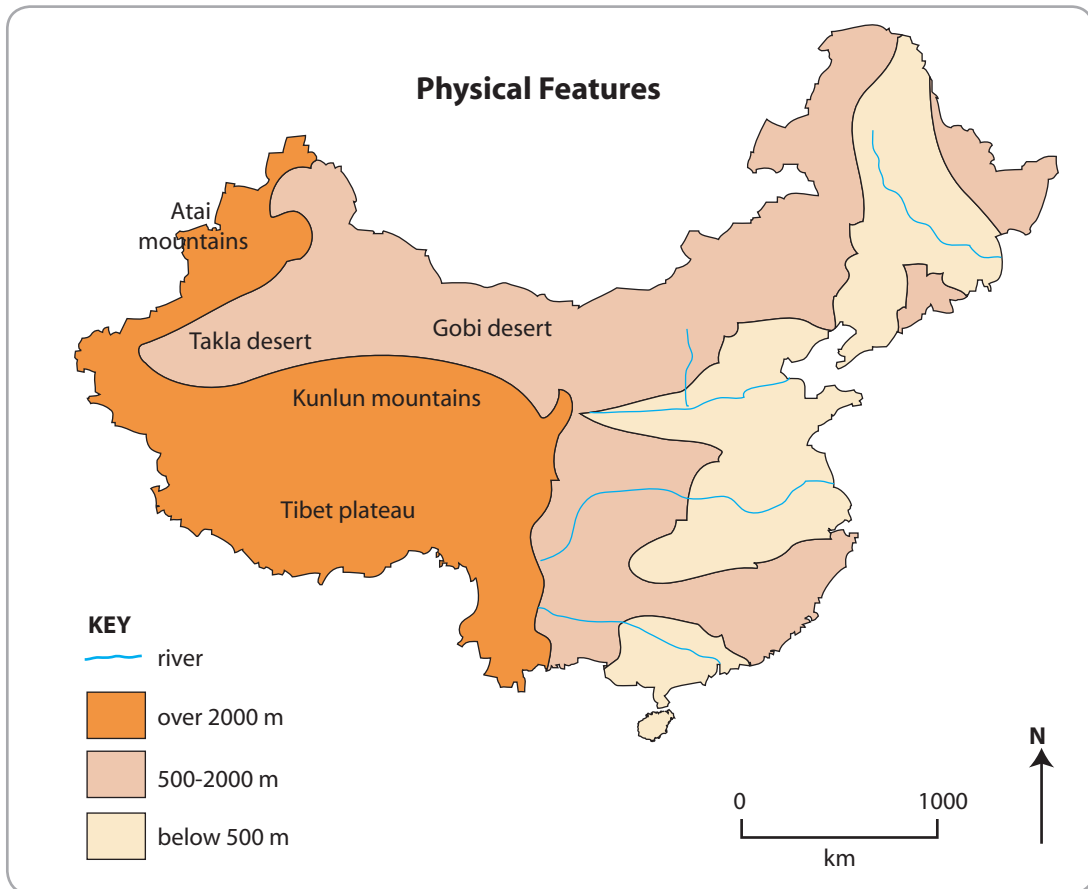 Physical Features
Atai
mountains
Takla desert
Gobi desert
Kunlun mountains
Tibet plateau
KEY
river
over 2000 m
500-2000 m
below 500 m
N
0 1000
km